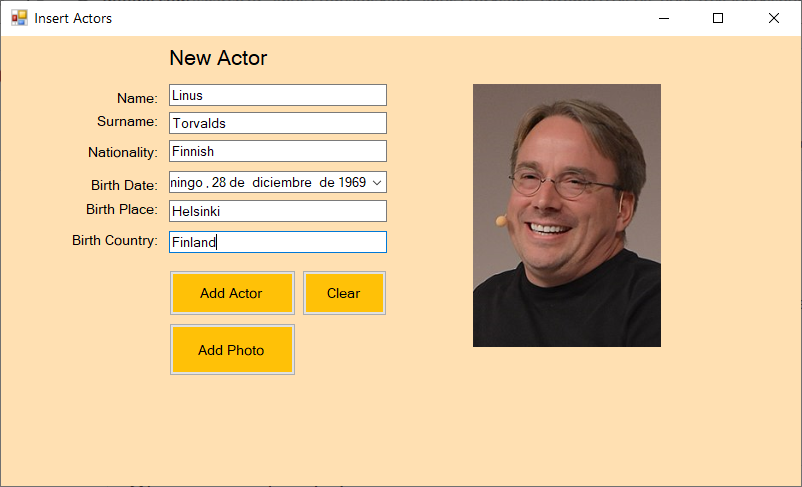 Insert Actors
New Actor
Name: Linus
Surname: Torvalds
Nationality: Finnish
Birth Date: ningo , 28 de diciembre de 1969
Birth Place: Helsinki
Birth Country: Finland
Add Actor Clear
Add Photo